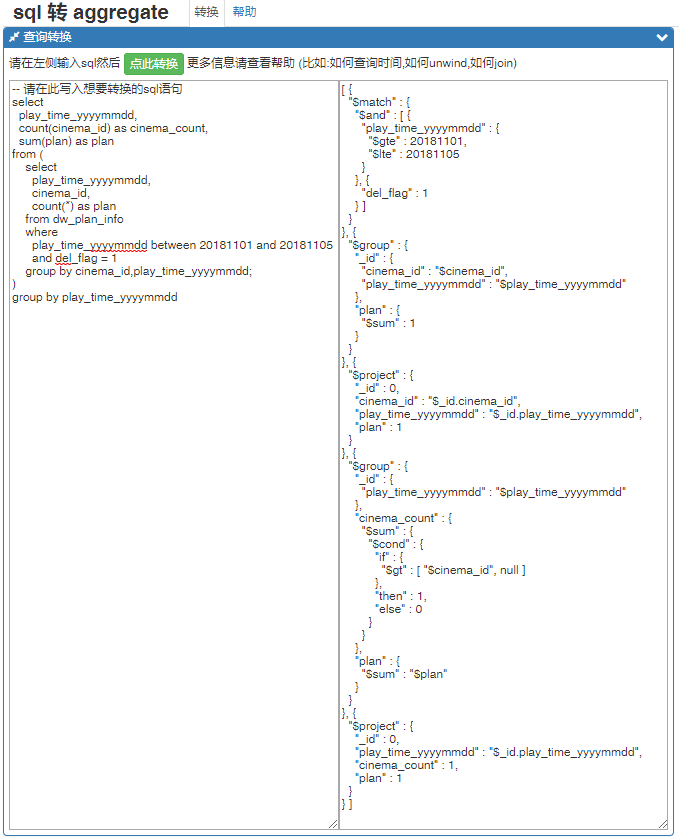 sql 转 aggregate 转换 帮助
查询转换
请在左侧输入sql然后 点此转换 更多信息请查看帮助 (比如:如何查询时间,如何unwind,如何join)
-- 请在此写入想要转换的sql语句
select
play_time_yyyymmdd,
count(cinema_id) as cinema_count,
sum(plan) as plan
from (
select
play_time_yyyymmdd,
cinema_id,
count(*) as plan
from dw_plan_info
where
play_time_yyyymmdd between 20181101 and 20181105
and del_flag = 1
group by cinema_id,play_time_yyyymmdd;
)
group by play_time_yyyymmdd
[ {
"$match" : {
"$and" : [ {
"play_time_yyyymmdd" : {
"$gte" : 20181101,
"$lte" : 20181105
}
}, {
"del_flag" : 1
} ]
}
}, {
"$group" : {
"_id" : {
"cinema_id" : "$cinema_id",
"play_time_yyyymmdd" : "$play_time_yyyymmdd"
},
"plan" : {
"$sum" : 1
}
}
}, {
"$project" : {
"_id" : 0,
"cinema_id" : "$_id.cinema_id",
"play_time_yyyymmdd" : "$_id.play_time_yyyymmdd",
"plan" : 1
}
}, {
"$group" : {
"_id" : {
"play_time_yyyymmdd" : "$play_time_yyyymmdd"
},
"cinema_count" : {
"$sum" : {
"$cond" : {
"if" : {
"$gt" : [ "$cinema_id", null ]
},
"then" : 1,
"else" : 0
}
}
},
"plan" : {
"$sum" : "$plan"
}
}
}, {
"$project" : {
"_id" : 0,
"play_time_yyyymmdd" : "$_id.play_time_yyyymmdd",
"cinema_count" : 1,
"plan" : 1
}
} ]